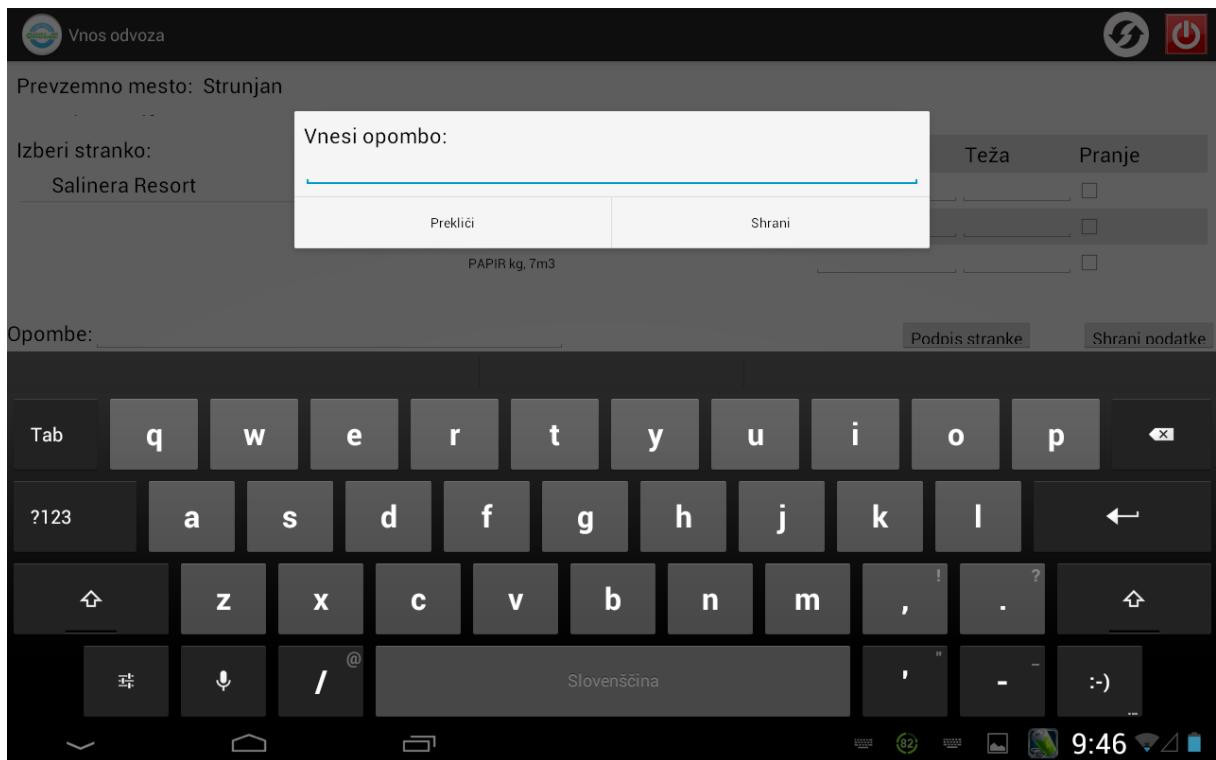 Vnos odvoza
Prevzemno mesto: Strunjan
Vnesi opombo:
Izberi stranko:
Teža Pranje
Salinera Resort
Prekliči Shrani
PAPIR kg, 7m3
Opombe:
Podpis stranke Shrani podatke
Tab q w e r t y u i o p
?123 a s d f g h j k l
z x c v b n m , ! . ?
/ @ Slovenščina ' " - _ :-) ...
82 9:46